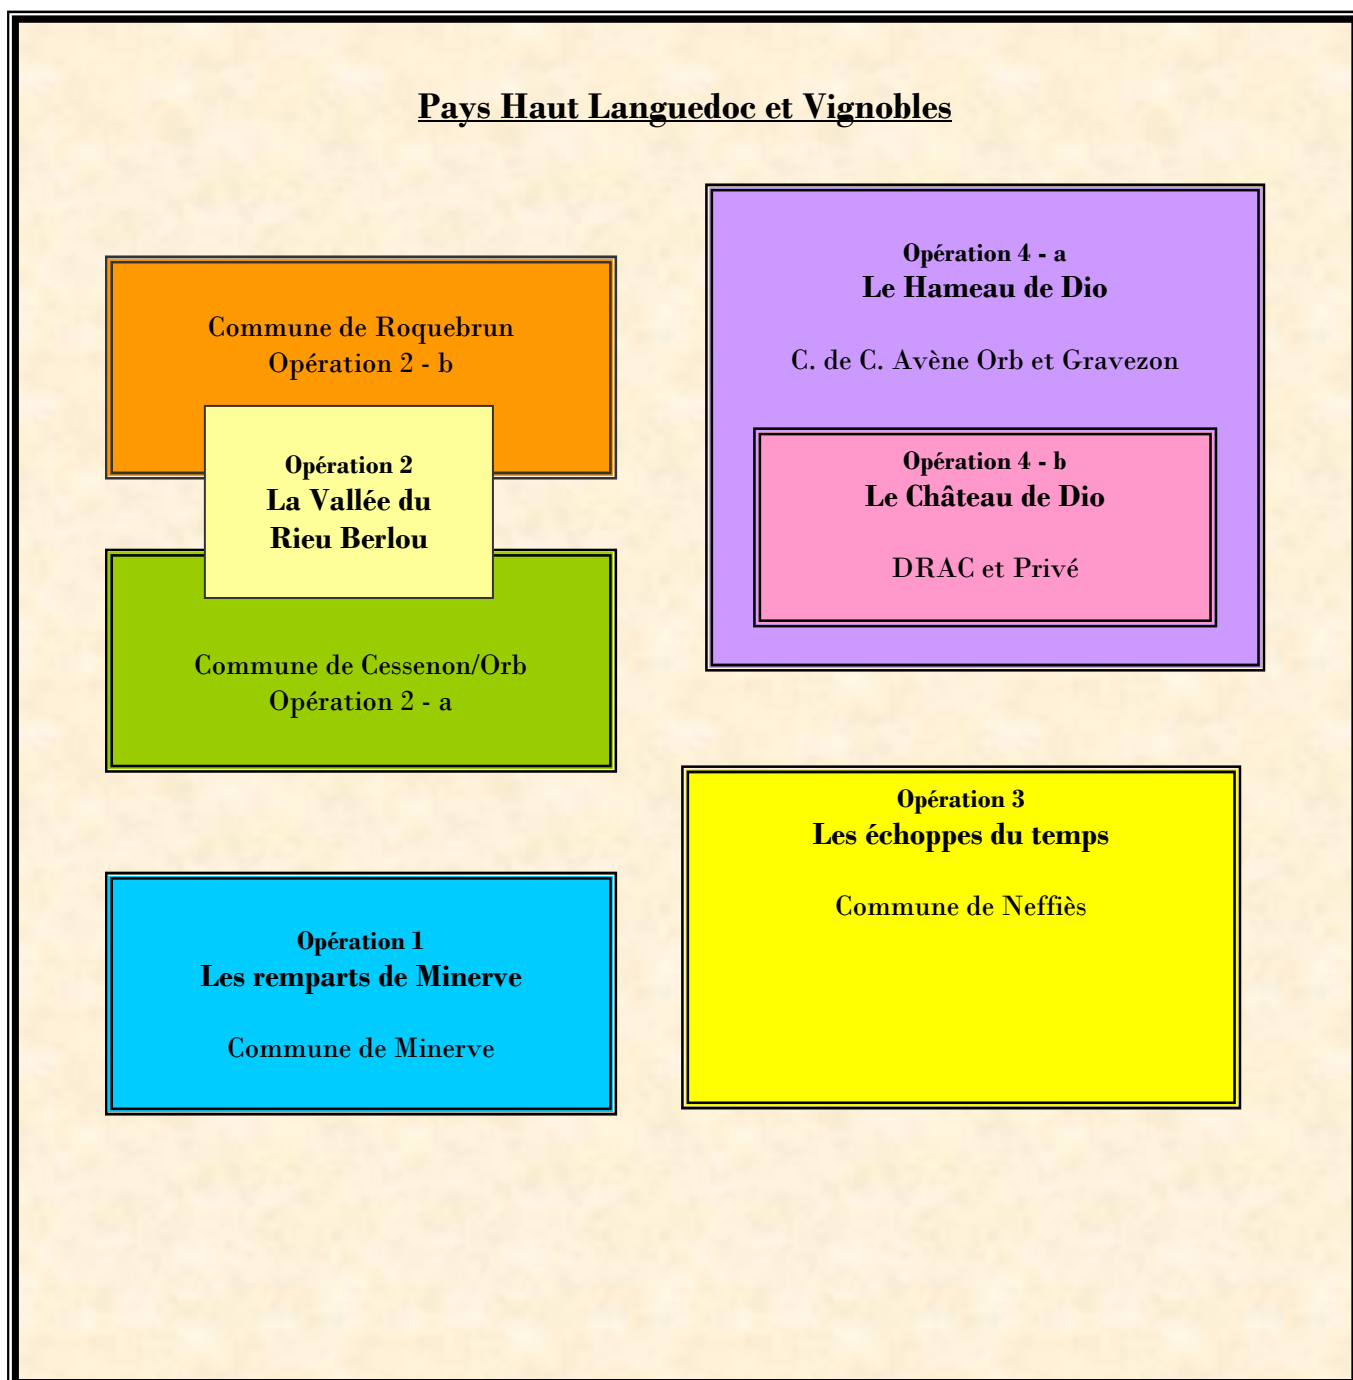 Pays Haut Languedoc et Vignobles
Commune de Roquebrun
Opération 2 - b
Opération 2
La Vallée du
Rieu Berlou
Commune de Cessenon/Orb
Opération 2 - a
Opération 1
Les remparts de Minerve
Commune de Minerve
Opération 4 - a
Le Hameau de Dio
C. de C. Avène Orb et Gravezon
Opération 4 - b
Le Château de Dio
DRAC et Privé
Opération 3
Les échoppes du temps
Commune de Neffiès